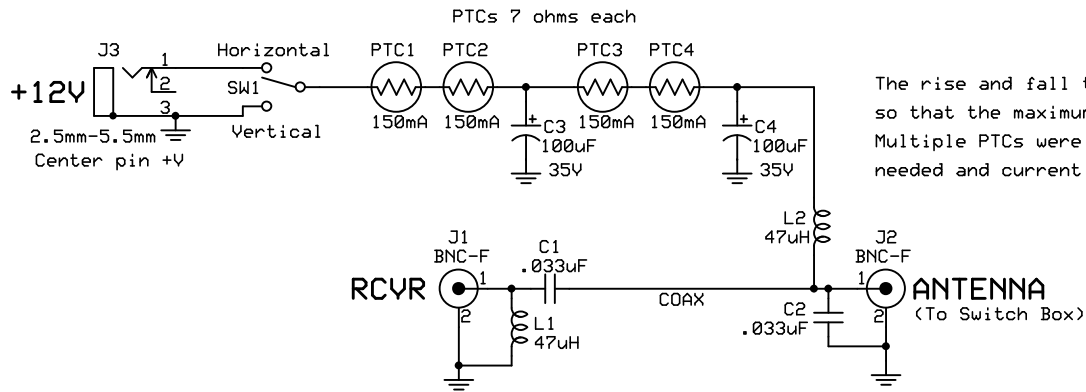 PTCs 7 ohms each
J3
Horizontal
PTC1
PTC2
PTC3
PTC4
1
+12V
2
SW1
3
150mA
150mA
150mA
150mA
+
C3
100uF
35V
+
C4
100uF
35V
2.5mm-5.5mm
Center pin +V
Vertical
The rise and fall
so that the maximum
Multiple PTCs were
needed and current
L2
47uH
J1
BNC-F
C1
.033uF
J2
BNC-F
RCVR
1
2
COAX
1
2
ANTENNA
(To Switch Box)
L1
47uH
C2
.033uF